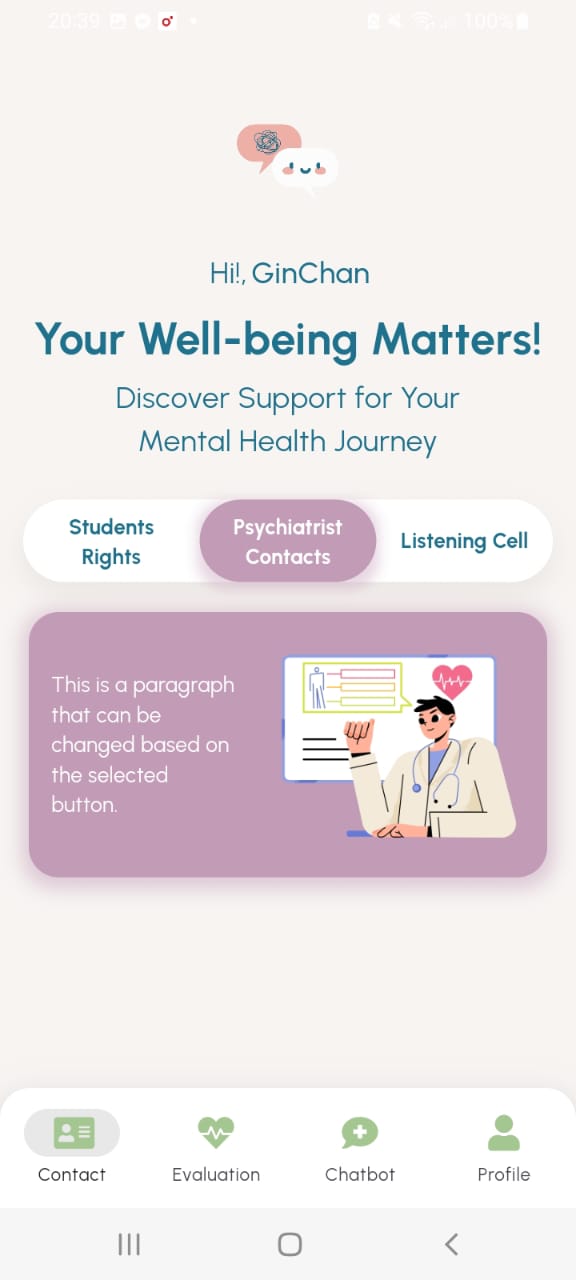 20:39
100%
Hi!, GinChan
Your Well-being Matters!
Discover Support for Your
Mental Health Journey
Students
Rights
Psychiatrist
Contacts
Listening Cell
This is a paragraph
that can be
changed based on
the selected
button.
Contact
Evaluation
Chatbot
Profile